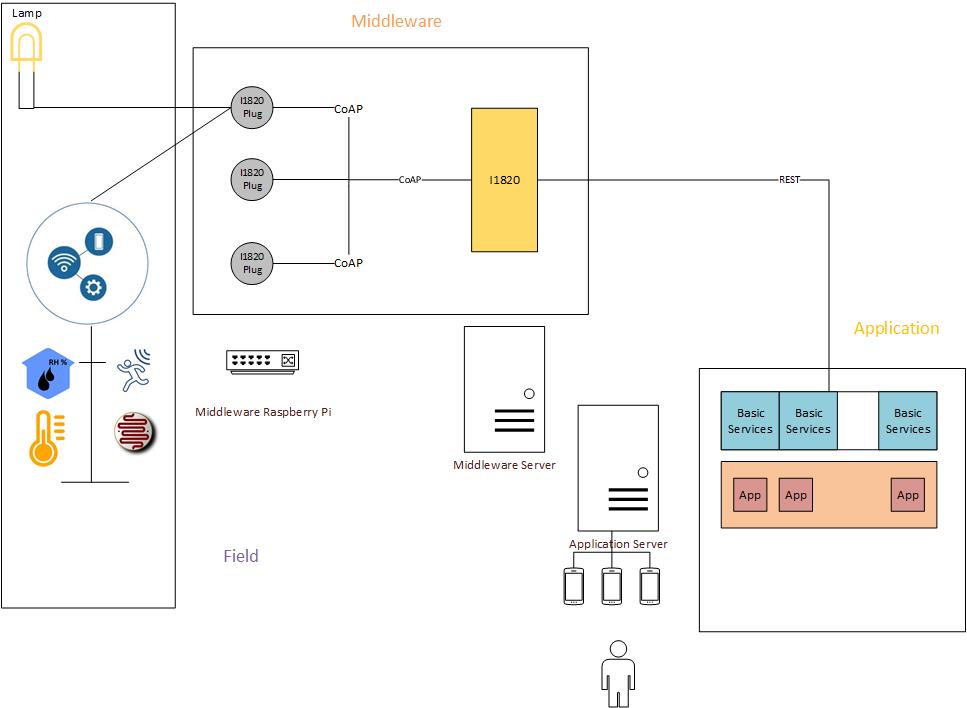 Lamp
Middleware
I1820
Plug
CoAP
I1820
Plug
CoAP
I1820
REST
I1820
Plug
CoAP
Application
RH %
Middleware Raspberry Pi
Basic
Services
Basic
Services
Basic
Services
Middleware Server
App
App
App
Application Server
Field